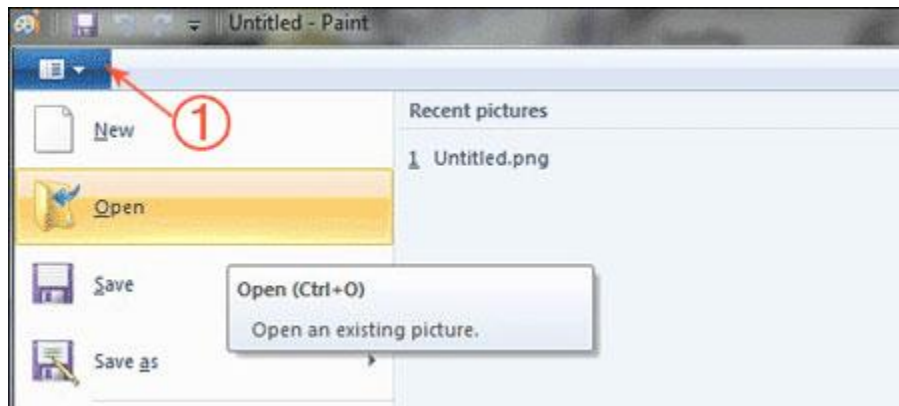 Untitled - Paint
1
New
Recent pictures
1 Untitled.png
Open
Save
Open (Ctrl+O)
Open an existing picture.
Save as